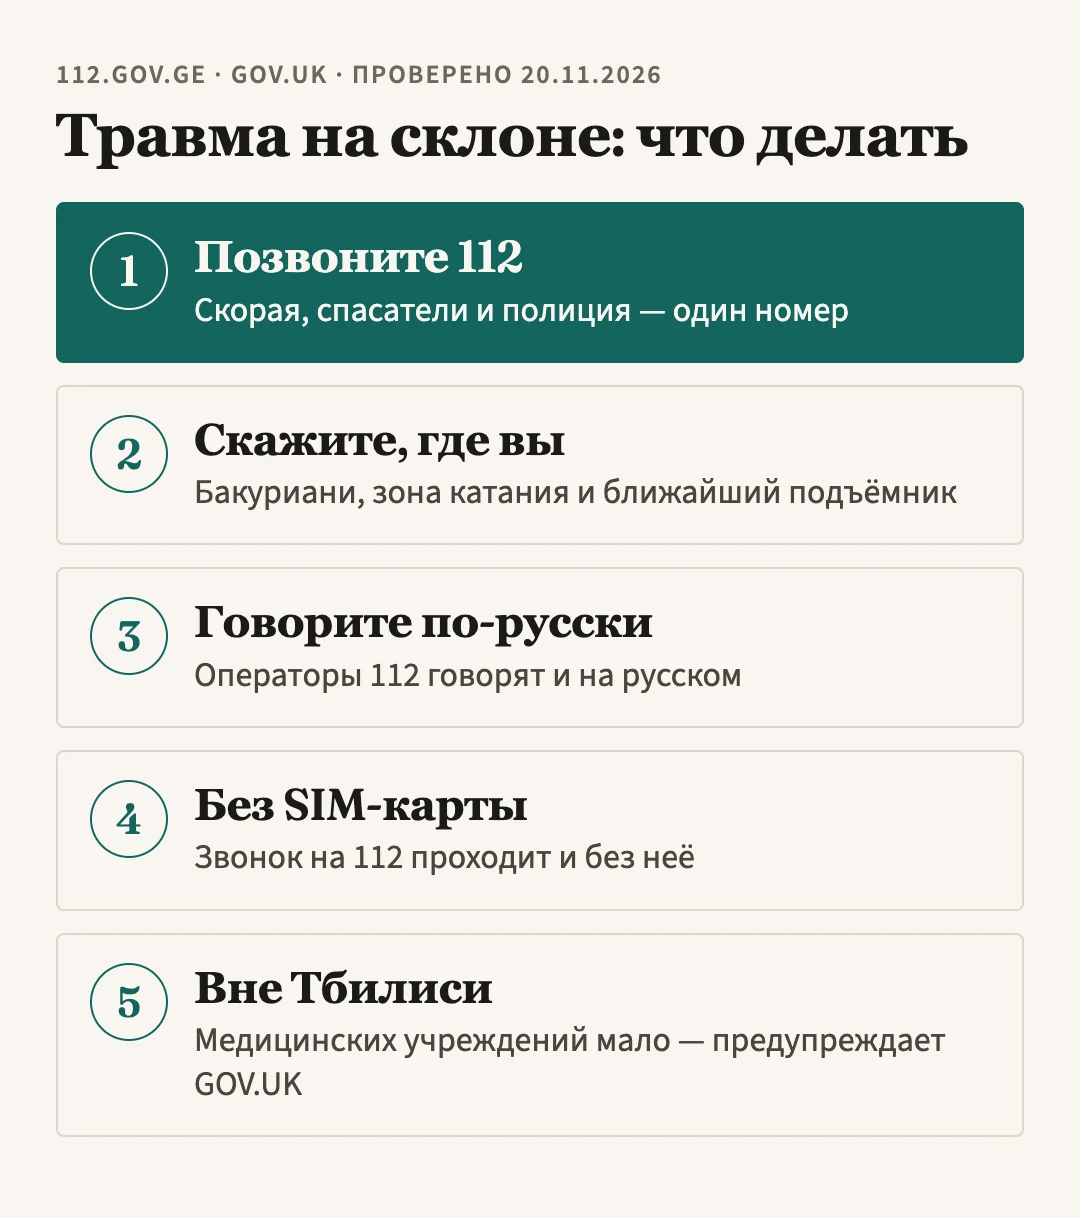 112.GOV.GE · GOV.UK · ПРОВЕРЕНО 20.11.2026
Травма на склоне: что делать
1
Позвоните 112
Скорая, спасатели и полиция — один номер
2
Скажите, где вы
Бакуриани, зона катания и ближайший подъёмник
3
Говорите по-русски
Операторы 112 говорят и на русском
4
Без SIM-карты
Звонок на 112 проходит и без неё
5
Вне Тбилиси
Медицинских учреждений мало — предупреждает
GOV.UK